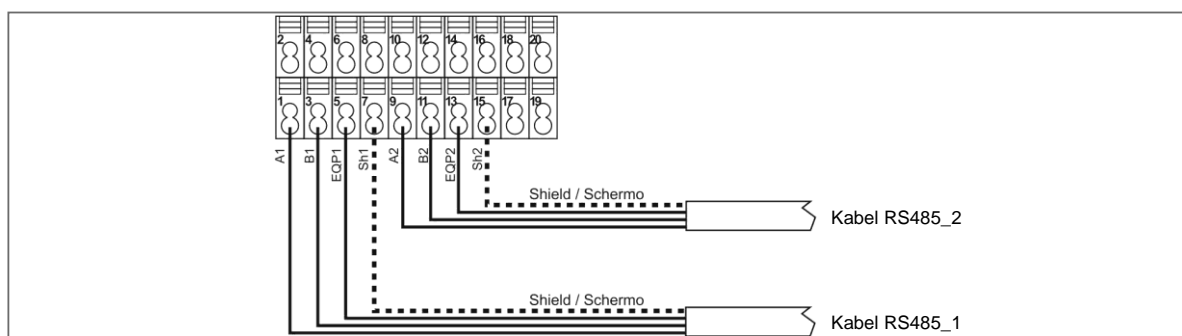 2 4 6 8 10 12 14 16 18 20
1 3 5 7 9 11 13 15 17 19
A1 B1 EQP1 Sh1 A2 B2 EQP2 Sh2
Shield / Schermo
Kabel RS485_2
Shield / Schermo
Kabel RS485_1